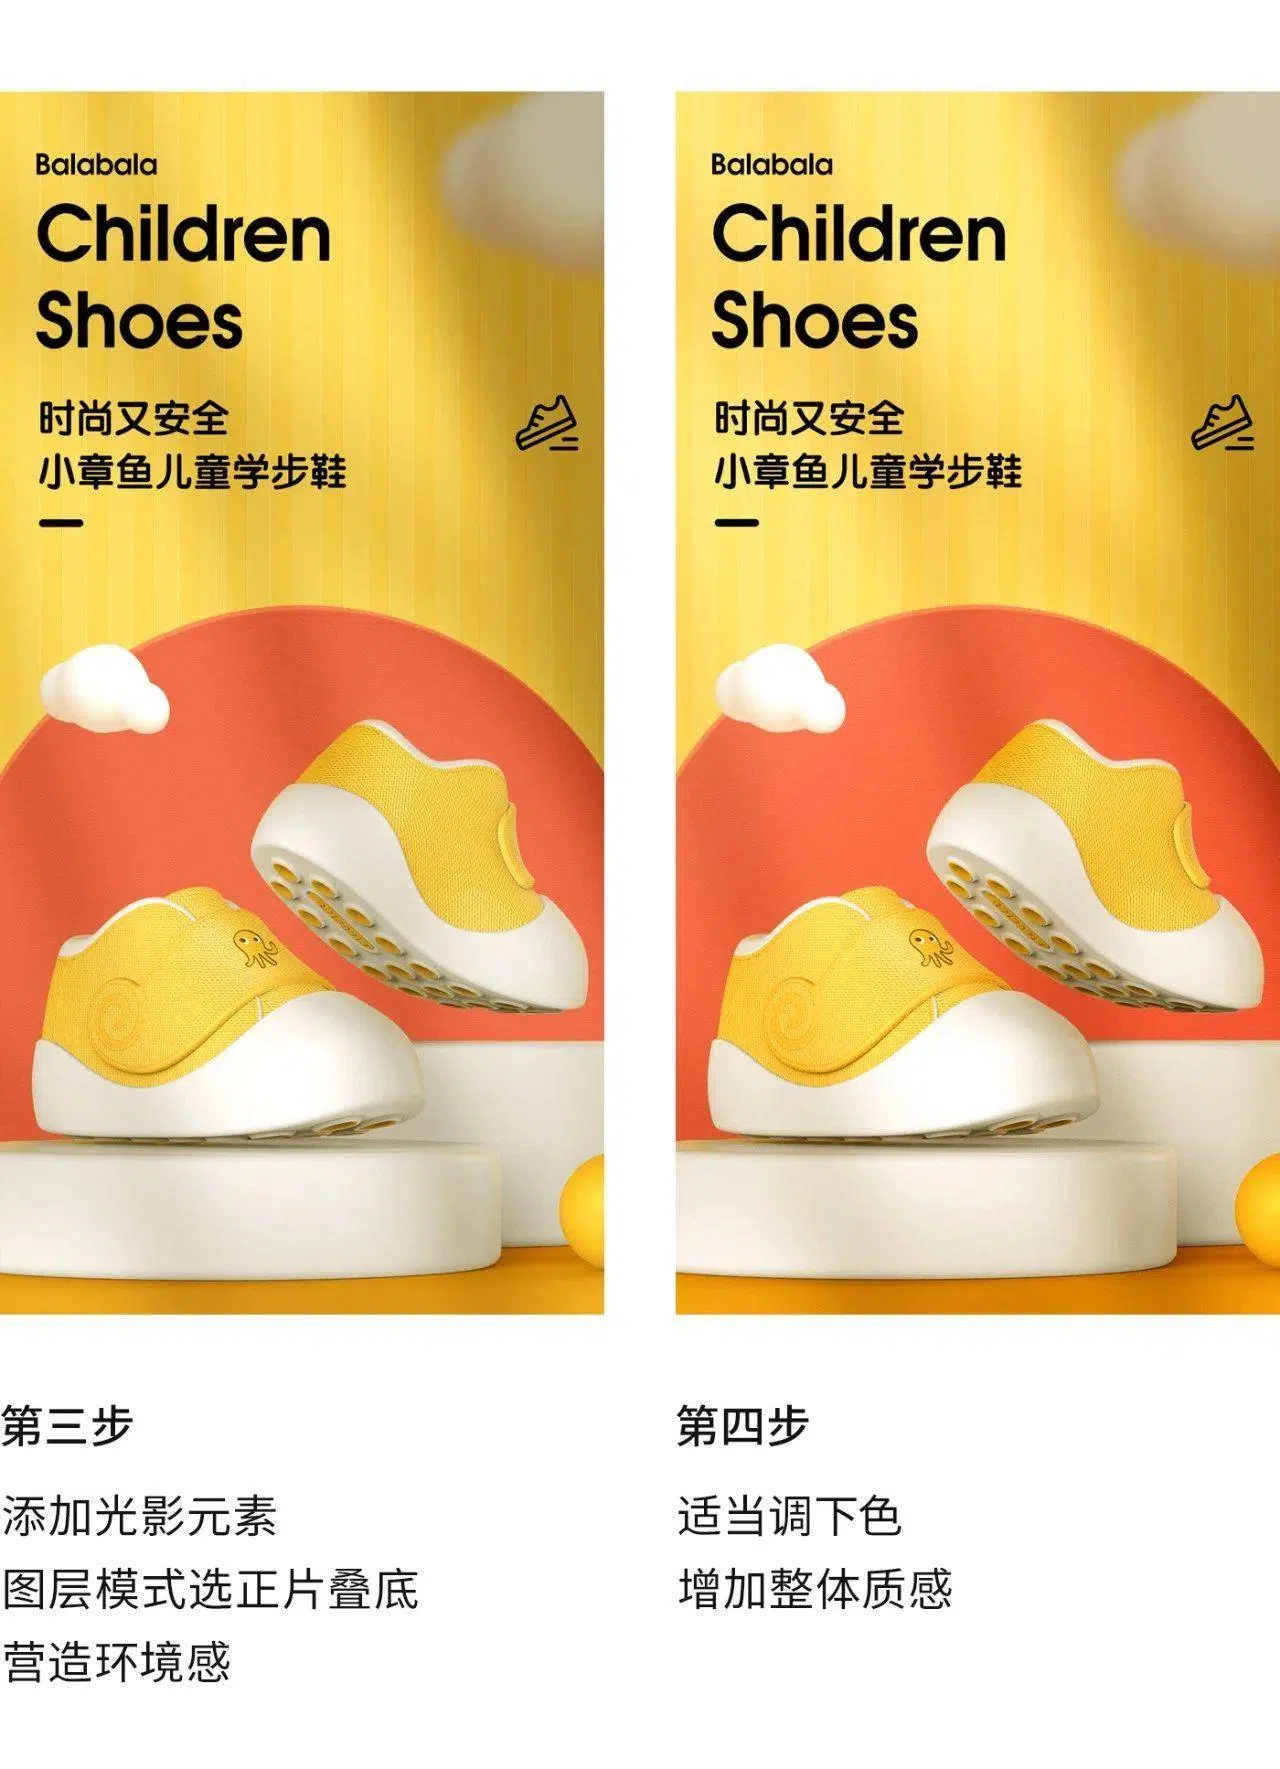 Balabala
Children
Shoes
时尚又安全
小章鱼儿童学步鞋
Balabala
Children
Shoes
时尚又安全
小章鱼儿童学步鞋
第三步
添加光影元素
图层模式选正片叠底
营造环境感
第四步
适当调下色
增加整体质感